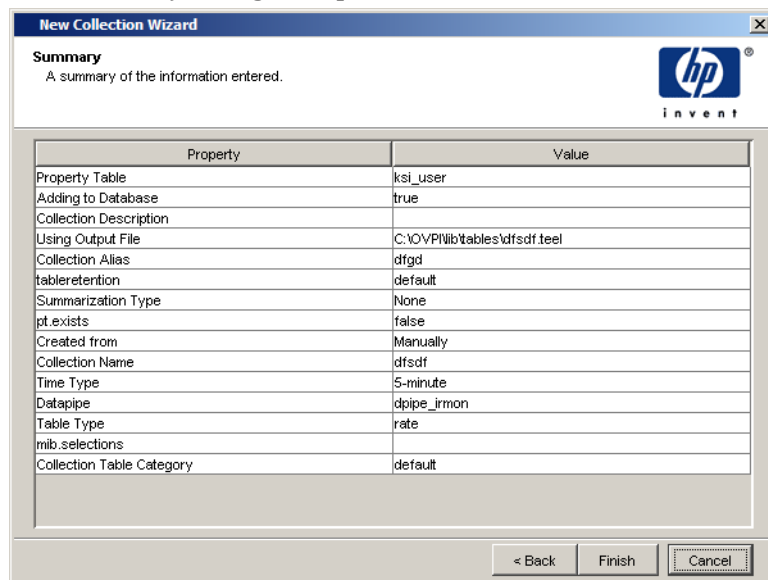 New Collection Wizard
Summary
A summary of the information entered.
hp
®
invent
Property Value
Property Table ksi_user
Adding to Database true
Collection Description
Using Output File C:\OVPI\lib\tables\dfsdf.teel
Collection Alias dfgd
tableretention default
Summarization Type None
pt.exists false
Created from Manually
Collection Name dfsdf
Time Type 5-minute
Datapipe dpipe_irmon
Table Type rate
mib.selections
Collection Table Category default
< Back Finish Cancel